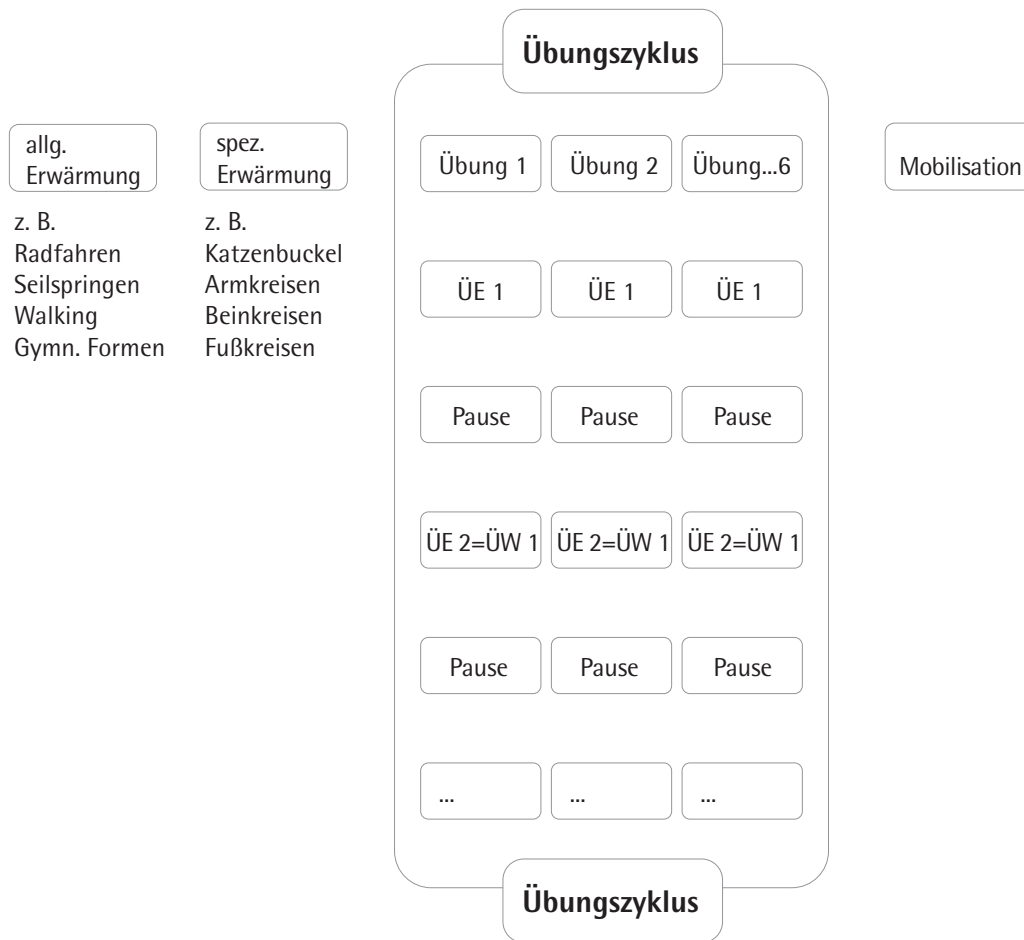 Übungszyklus
allg.
Erwärmung
z. B.
Radfahren
Seilspringen
Walking
Gymn. Formen
spez.
Erwärmung
z. B.
Katzenbuckel
Armkreisen
Beinkreisen
Fußkreisen
Übung 1 Übung 2 Übung...6
ÜE 1 ÜE 1 ÜE 1
Pause Pause Pause
ÜE 2=ÜW 1 ÜE 2=ÜW 1 ÜE 2=ÜW 1
Pause Pause Pause
... ... ...
Übungszyklus
Mobilisation